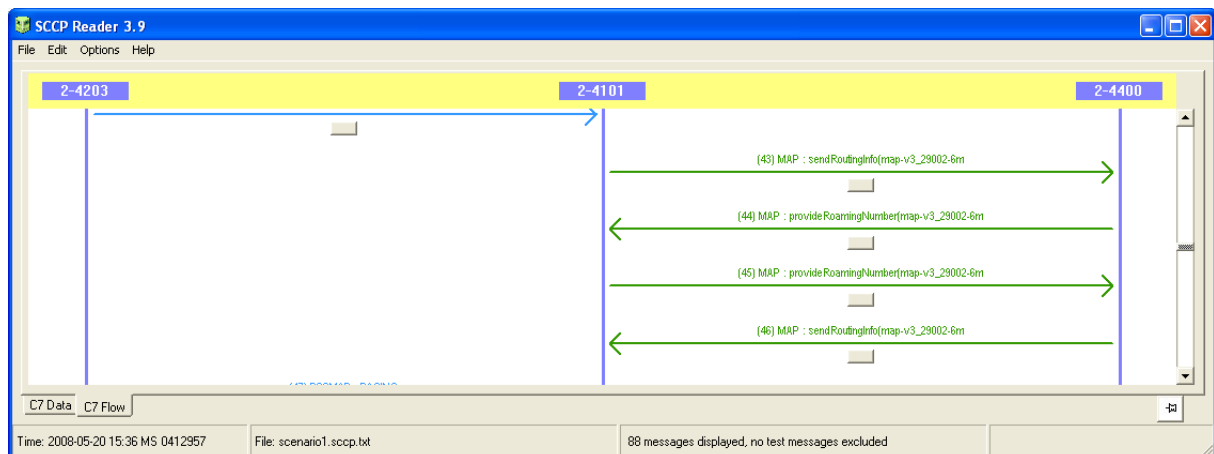 SCCP Reader 3.9
File Edit Options Help
2-4203 2-4101 2-4400
(43) MAP : sendRoutingInfo(map-v3_29002-6m
(44) MAP : provideRoamingNumber(map-v3_29002-6m
(45) MAP : provideRoamingNumber(map-v3_29002-6m
(46) MAP : sendRoutingInfo(map-v3_29002-6m
C7 Data C7 Flow
Time: 2008-05-20 15:36 MS 0412957 File: scenario1.sccp.txt 88 messages displayed, no test messages excluded